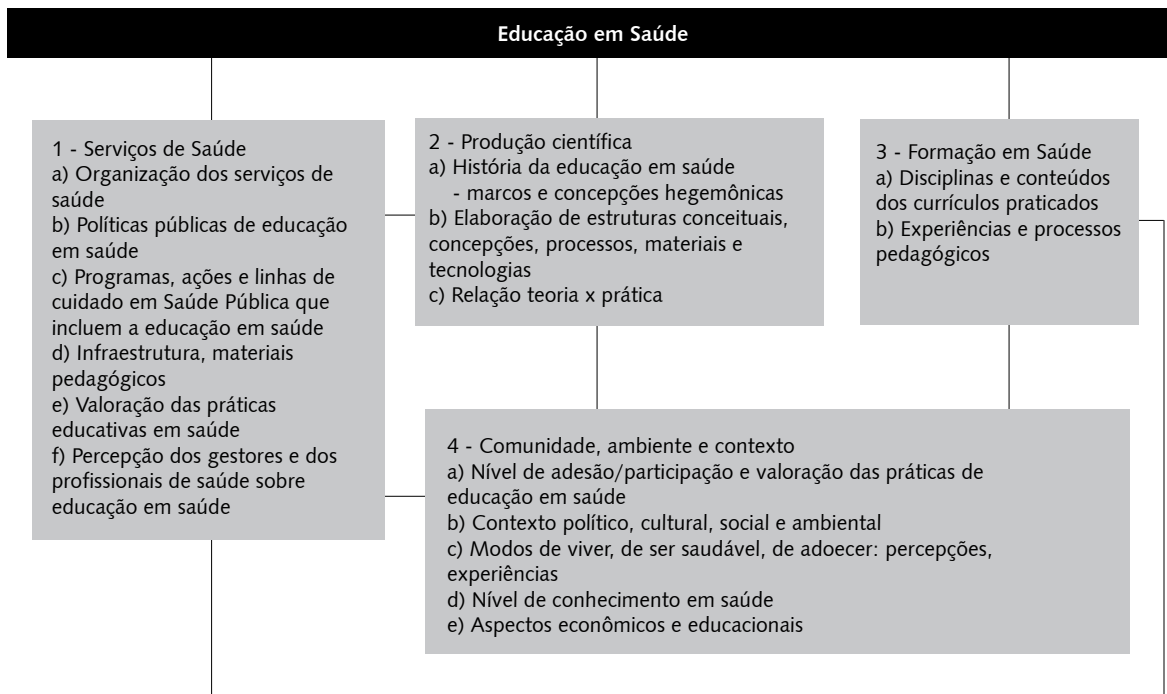 Educação em Saúde
1 - Serviços de Saúde
a) Organização dos serviços de
saúde
b) Políticas públicas de educação
em saúde
c) Programas, ações e linhas de
cuidado em Saúde Pública que
incluem a educação em saúde
d) Infraestrutura, materiais
pedagógicos
e) Valoração das práticas
educativas em saúde
f) Percepção dos gestores e dos
profissionais de saúde sobre
educação em saúde
2 - Produção científica
a) História da educação em saúde
- marcos e concepções hegemônicas
b) Elaboração de estruturas conceituais,
concepções, processos, materiais e
tecnologias
c) Relação teoria x prática
3 - Formação em Saúde
a) Disciplinas e conteúdos
dos currículos praticados
b) Experiências e processos
pedagógicos
4 - Comunidade, ambiente e contexto
a) Nível de adesão/participação e valoração das práticas de
educação em saúde
b) Contexto político, cultural, social e ambiental
c) Modos de viver, de ser saudável, de adoecer: percepções,
experiências
d) Nível de conhecimento em saúde
e) Aspectos econômicos e educacionais